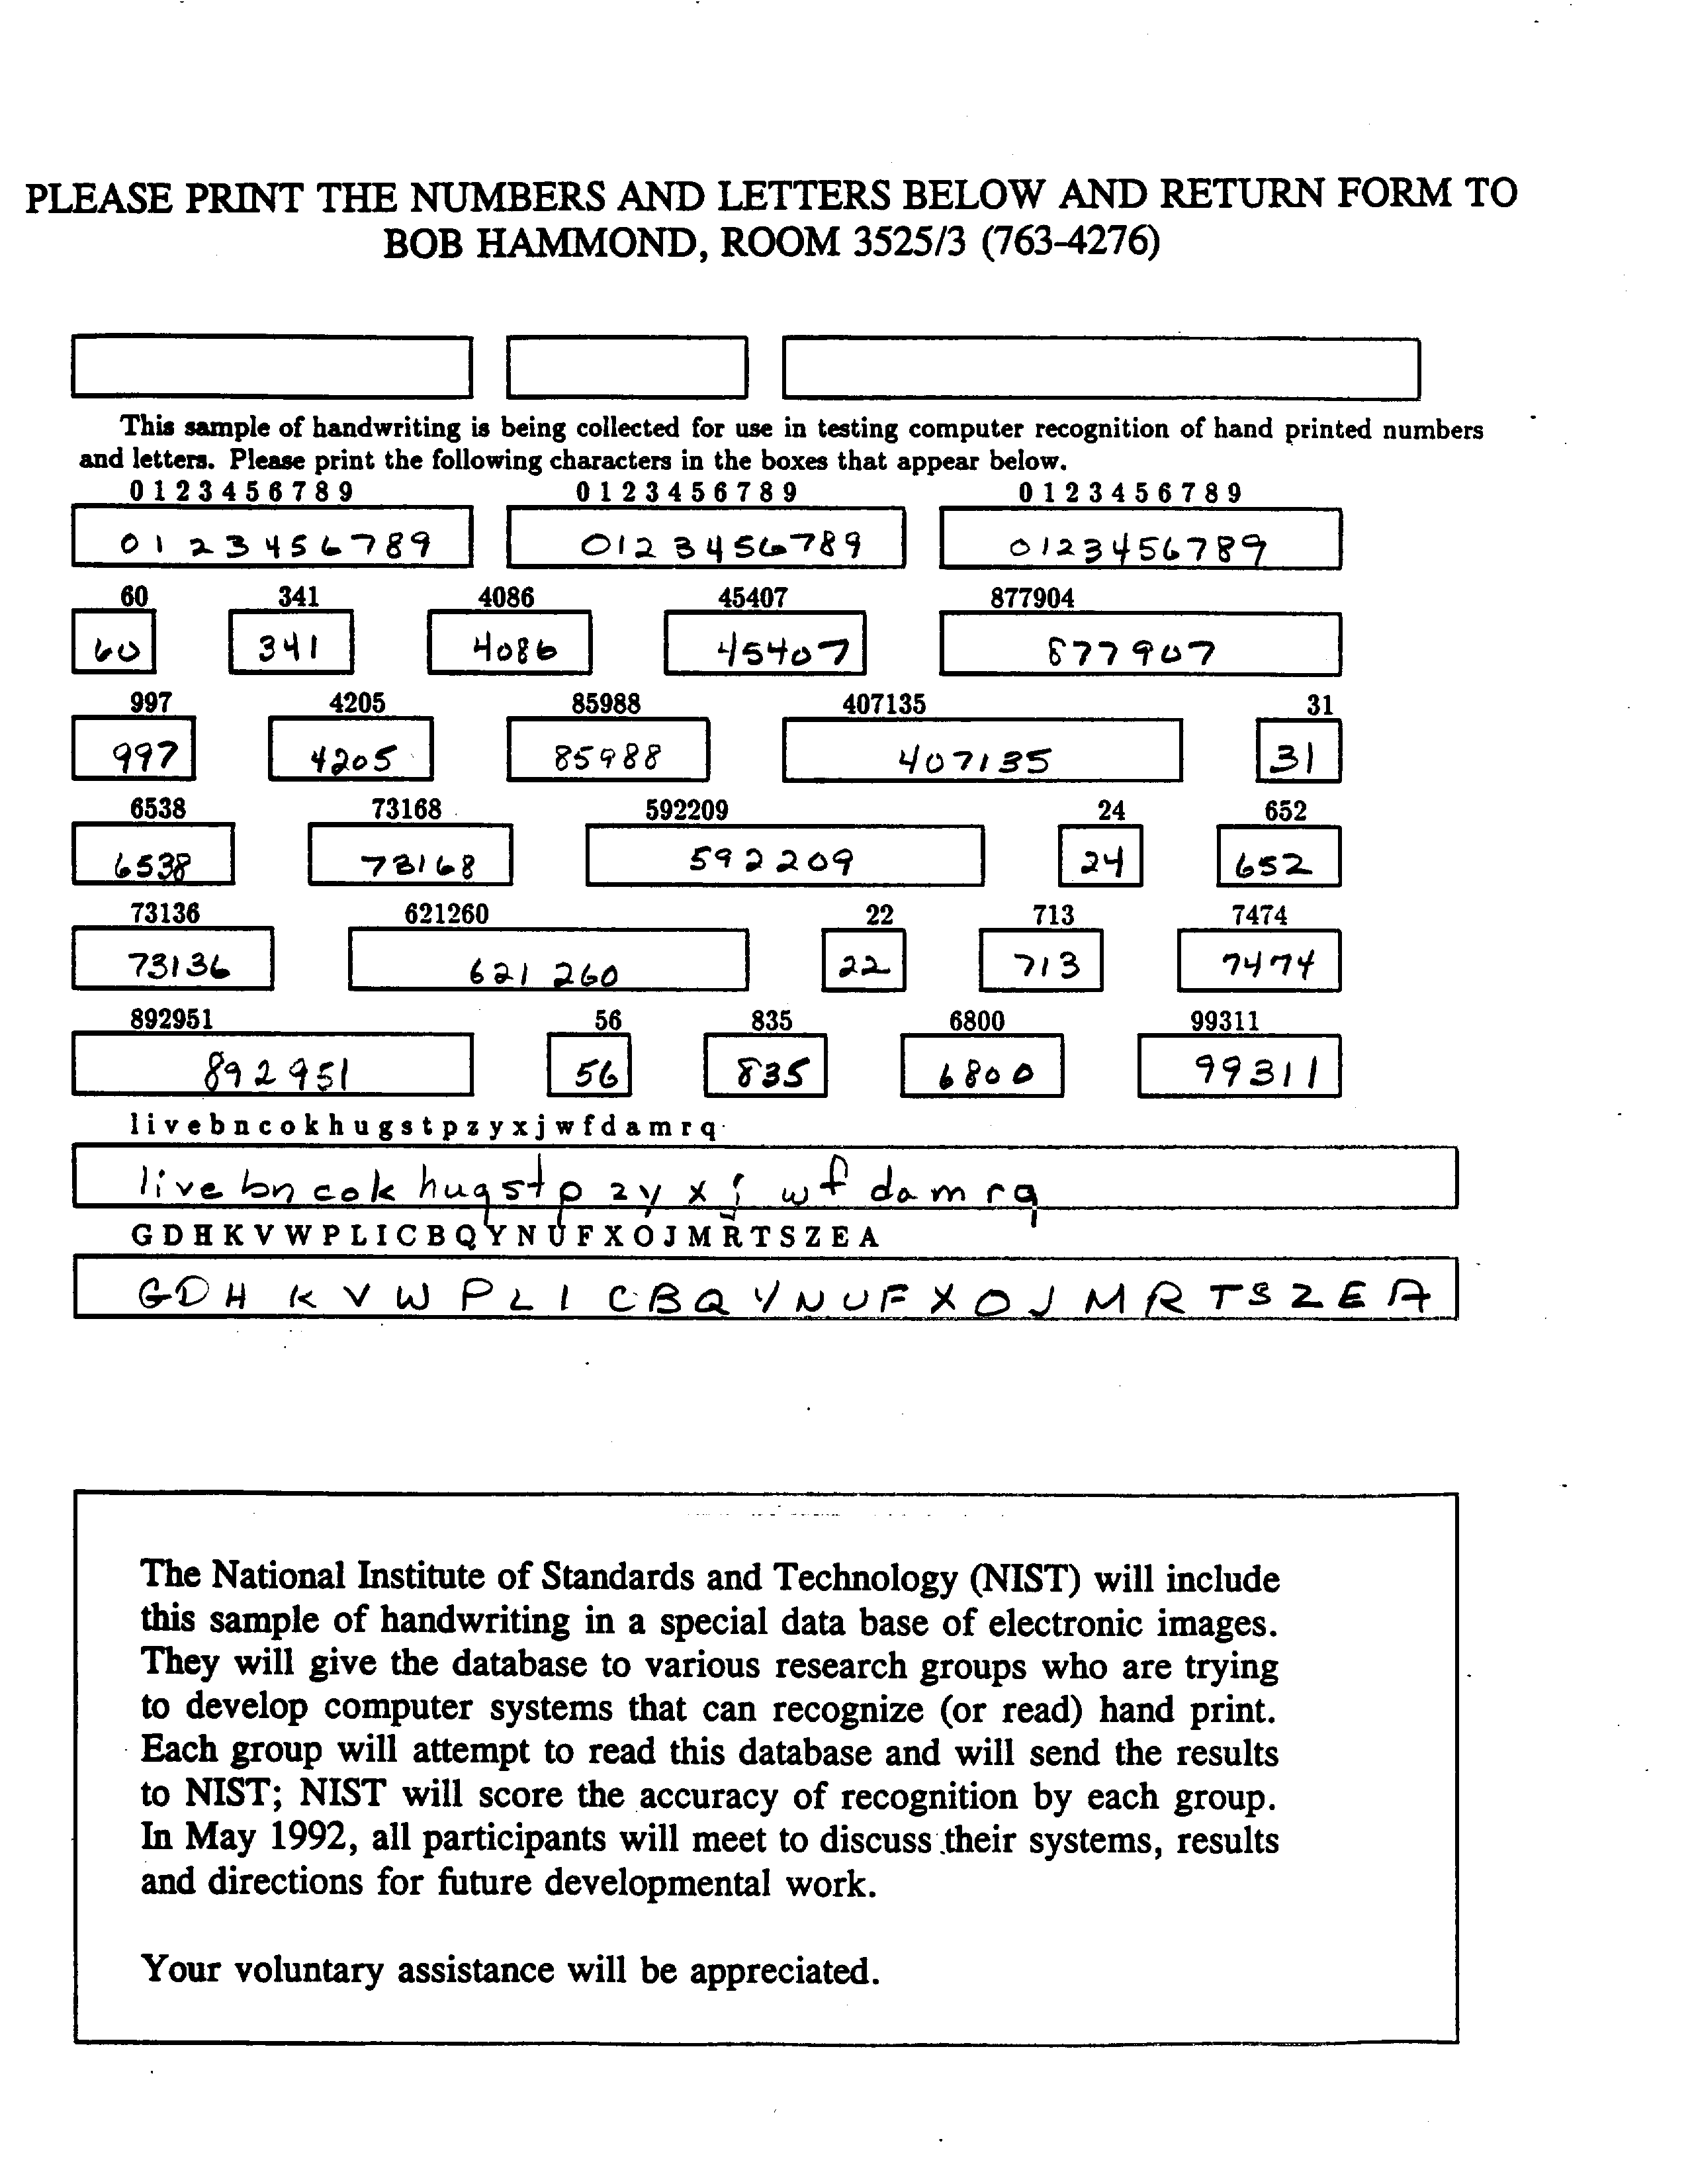 PLEASE PRINT THE NUMBERS AND LETTERS BELOW AND RETURN FORM TO
BOB HAMMOND, ROOM 3525/3 (763-4276)
This sample of handwriting is being collected for use in testing computer recognition of hand printed numbers
and letters. Please print the following characters in the boxes that appear below.
0 1 2 3 4 5 6 7 8 9 0 1 2 3 4 5 6 7 8 9 0 1 2 3 4 5 6 7 8 9
0123456789 0123456789 0123456789
60 341 4086 45407 877904
60 341 4086 45407 877907
997 4205 85988 407135 31
997 4205 85988 407135 31
6538 73168 592209 24 652
6538 73168 592209 24 652
73136 621260 22 713 7474
73136 621 260 22 713 7474
892951 56 835 6800 99311
892951 56 835 6800 99311
l i v e b n c o k h u g s t p z y x j w f d a m r q
live bn cok hugst p zy x j wf da m rq
G D H K V W P L I C B Q Y N U F X O J M R T S Z E A
GDH K V W P L I C B Q Y N U F X O J M R T S Z E A
The National Institute of Standards and Technology (NIST) will include
this sample of handwriting in a special data base of electronic images.
They will give the database to various research groups who are trying
to develop computer systems that can recognize (or read) hand print.
Each group will attempt to read this database and will send the results
to NIST; NIST will score the accuracy of recognition by each group.
In May 1992, all participants will meet to discuss their systems, results
and directions for future developmental work.
Your voluntary assistance will be appreciated.